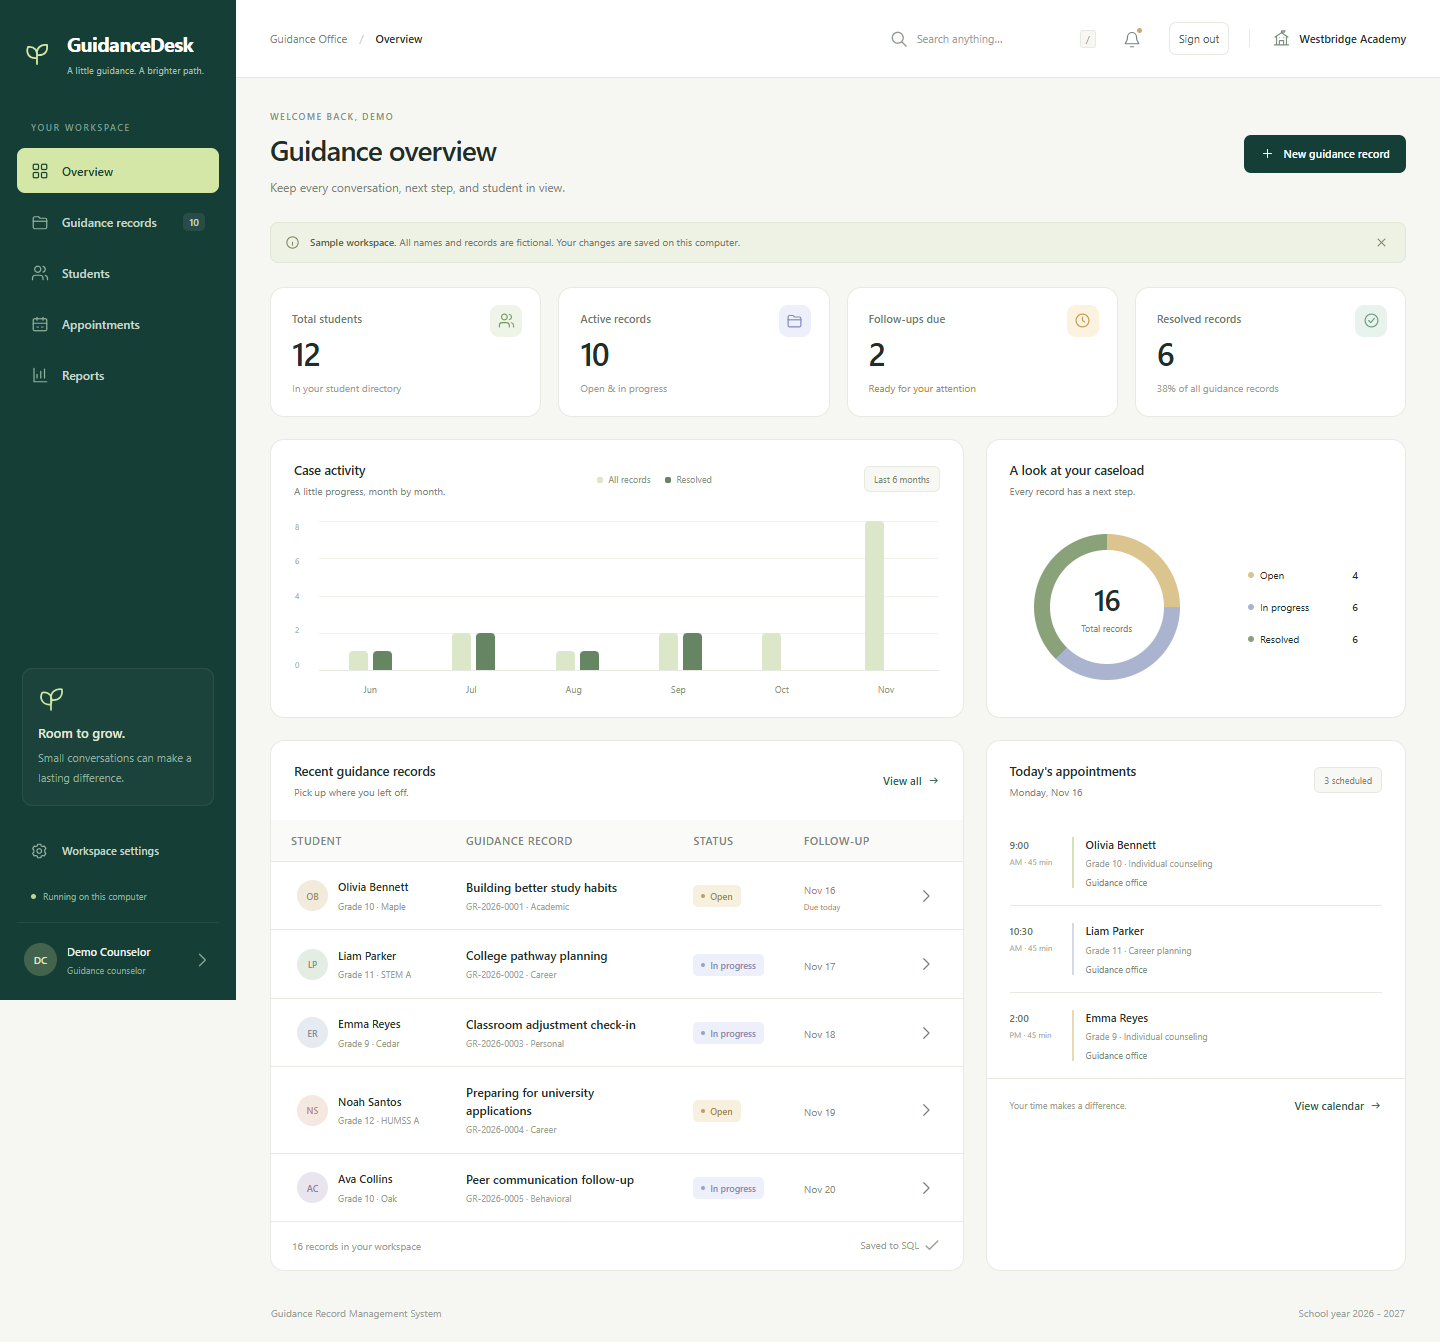 GuidanceDesk
A little guidance. A brighter path.
YOUR WORKSPACE
Overview
Guidance records 10
Students
Appointments
Reports
Room to grow.
Small conversations can make a
lasting difference.
Workspace settings
Running on this computer
DC
Demo Counselor
Guidance counselor
Guidance Office / Overview
Search anything... /
Sign out
Westbridge Academy
WELCOME BACK, DEMO
Guidance overview
Keep every conversation, next step, and student in view.
+ New guidance record
Sample workspace. All names and records are fictional. Your changes are saved on this computer.
Total students
12
In your student directory
Active records
10
Open & in progress
Follow-ups due
2
Ready for your attention
Resolved records
6
38% of all guidance records
Case activity
A little progress, month by month.
All records
Resolved
Last 6 months
8
6
4
2
0
Jun Jul Aug Sep Oct Nov
A look at your caseload
Every record has a next step.
16
Total records
Open 4
In progress 6
Resolved 6
Recent guidance records
Pick up where you left off.
View all →
STUDENT GUIDANCE RECORD STATUS FOLLOW-UP
OB
Olivia Bennett
Grade 10 · Maple
Building better study habits
GR-2026-0001 · Academic
Open
Nov 16
Due today
LP
Liam Parker
Grade 11 · STEM A
College pathway planning
GR-2026-0002 · Career
In progress
Nov 17
ER
Emma Reyes
Grade 9 · Cedar
Classroom adjustment check-in
GR-2026-0003 · Personal
In progress
Nov 18
NS
Noah Santos
Grade 12 · HUMSS A
Preparing for university
applications
GR-2026-0004 · Career
Open
Nov 19
AC
Ava Collins
Grade 10 · Oak
Peer communication follow-up
GR-2026-0005 · Behavioral
In progress
Nov 20
16 records in your workspace
Saved to SQL
Today's appointments
Monday, Nov 16
3 scheduled
9:00
AM · 45 min
Olivia Bennett
Grade 10 · Individual counseling
Guidance office
10:30
AM · 45 min
Liam Parker
Grade 11 · Career planning
Guidance office
2:00
PM · 45 min
Emma Reyes
Grade 9 · Individual counseling
Guidance office
Your time makes a difference.
View calendar →
Guidance Record Management System
School year 2026 - 2027